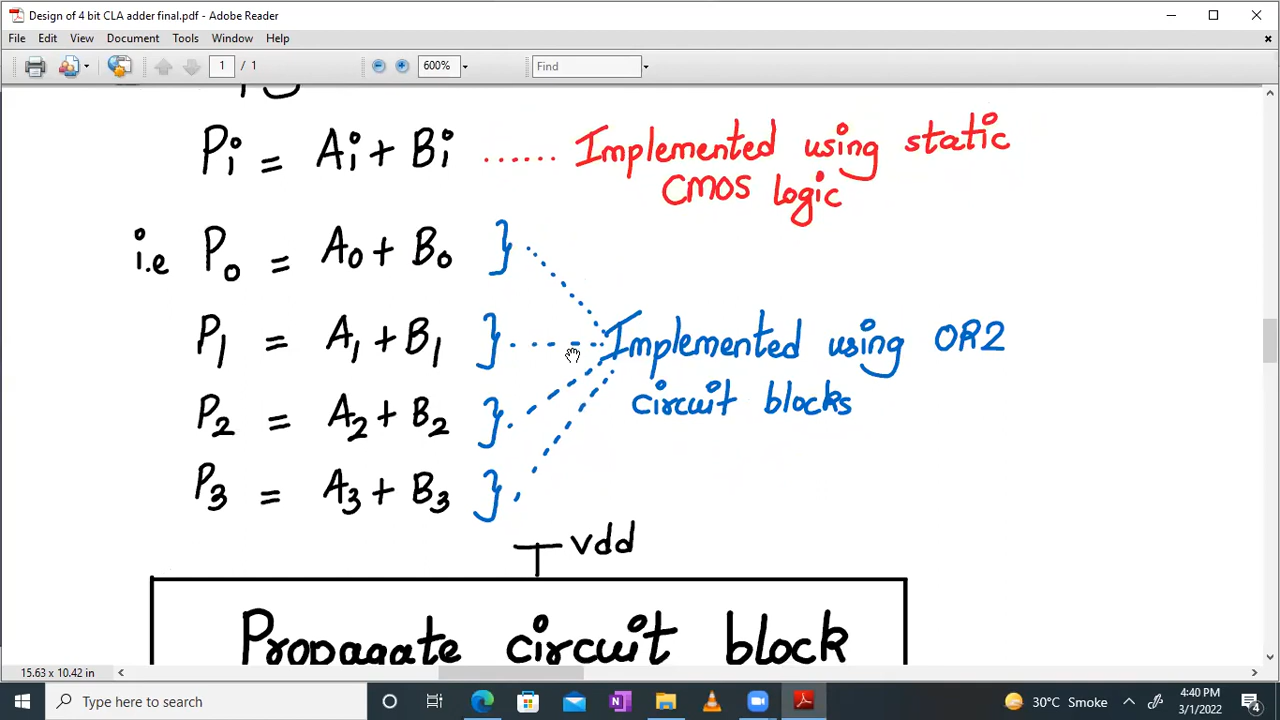 Design of 4 bit CLA adder final.pdf - Adobe Reader
File Edit View Document Tools Window Help
1 / 1 600% Find
Pi = Ai + Bi ...... Implemented using static
CMOS logic
i.e P0 = A0 + B0 }
P1 = A1 + B1 } Implemented using OR2
circuit blocks
P2 = A2 + B2 }
P3 = A3 + B3 }
vdd
Propagate circuit block
15.63 x 10.42 in
Type here to search
30°C Smoke
4:40 PM
3/1/2022
4